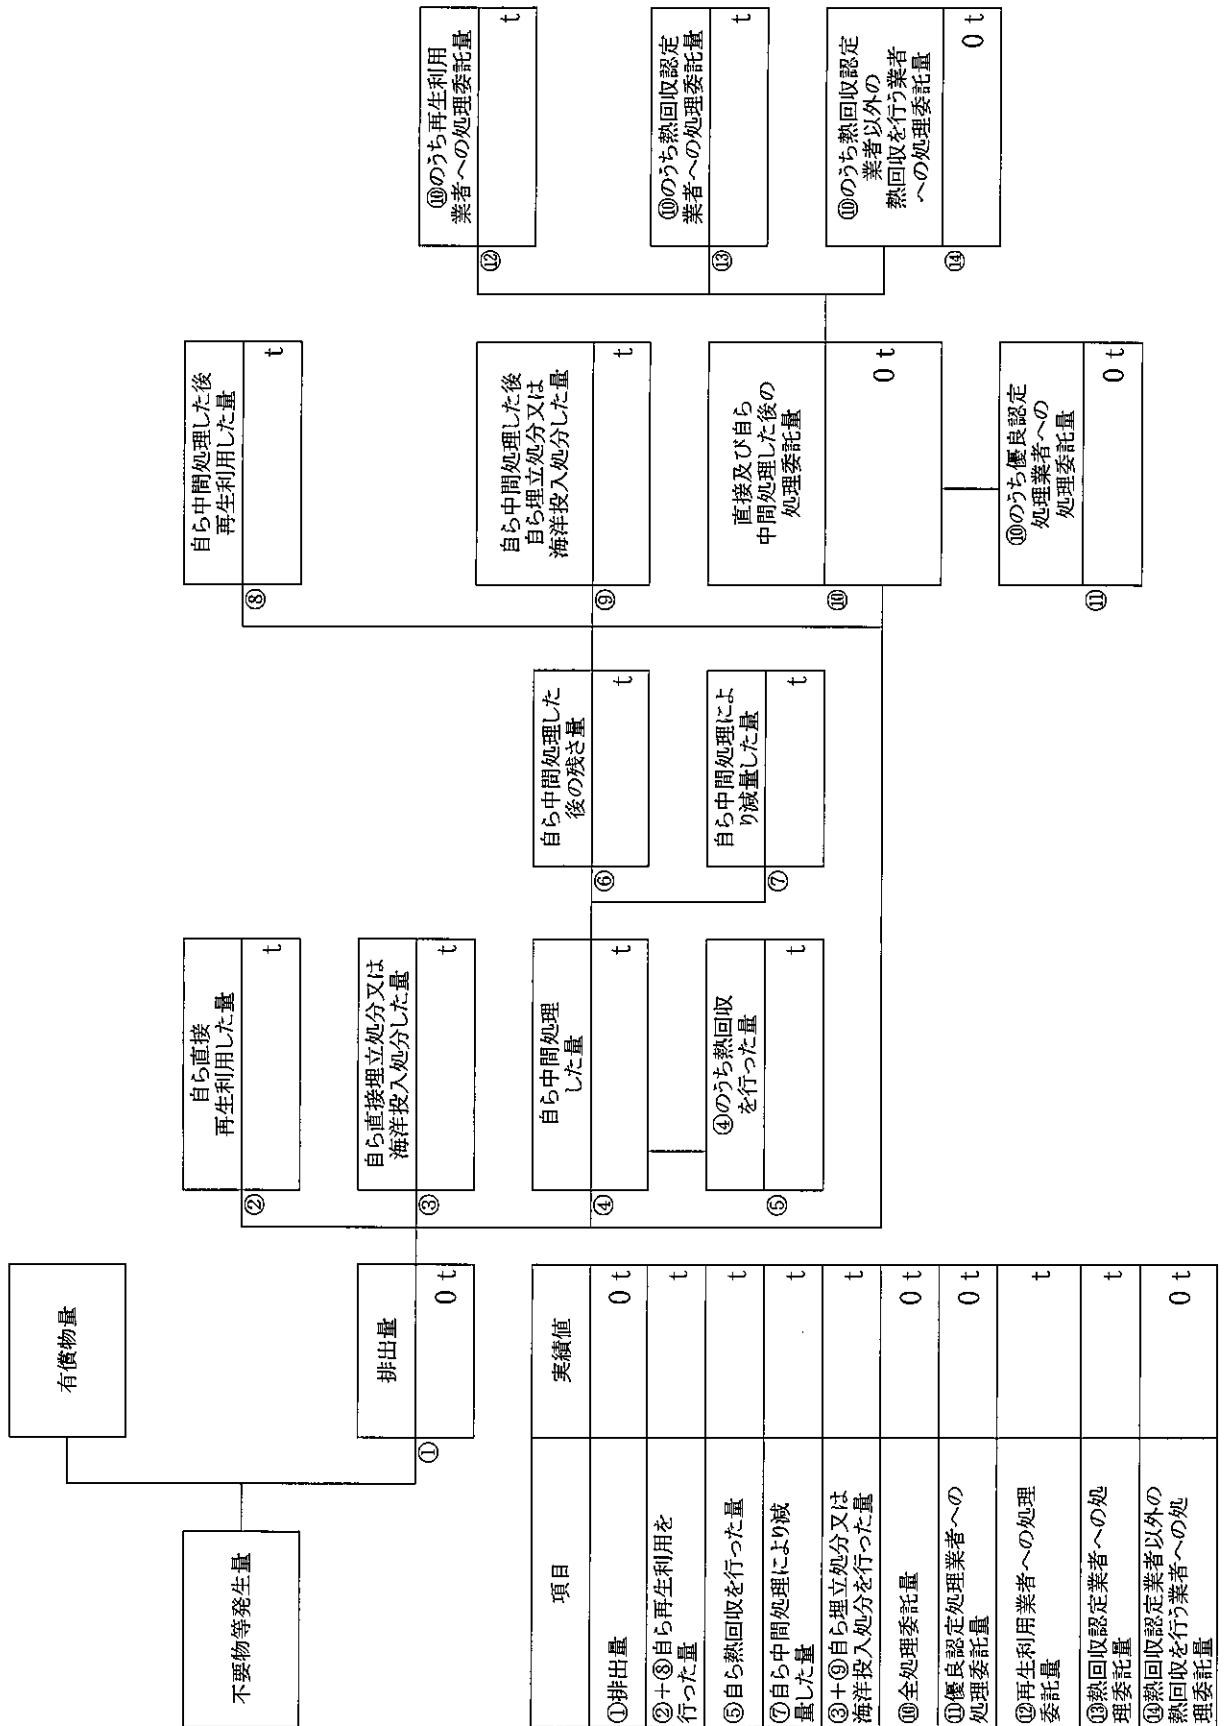 不要物等発生量
有償物量
①
排出量
0 t
②
自ら直接
再生利用した量
t
③
自ら直接埋立処分又は
海洋投入処分した量
t
④
自ら中間処理
した量
t
⑤
④のうち熱回収
を行った量
t
⑥
自ら中間処理した
後の残さ量
t
⑦
自ら中間処理によ
り減量した量
t
⑧
自ら中間処理した後
再生利用した量
t
⑨
自ら中間処理した後
自ら埋立処分又は
海洋投入処分した量
t
⑩
直接及び自ら
中間処理した後の
処理委託量
0 t
⑪
⑩のうち優良認定
処理業者への
処理委託量
0 t
⑫
⑩のうち再生利用
業者への処理委託量
t
⑬
⑩のうち熱回収認定
業者への処理委託量
t
⑭
⑩のうち熱回収認定
業者以外の
熱回収を行う業者
への処理委託量
0 t
項目 実績値
①排出量 0 t
②+⑧自ら再生利用を
行った量 t
⑤自ら熱回収を行った量 t
⑦自ら中間処理により減
量した量 t
③+⑨自ら埋立処分又は
海洋投入処分を行った量 t
⑩全処理委託量 0 t
⑪優良認定処理業者への
処理委託量 0 t
⑫再生利用業者への処理
委託量 t
⑬熱回収認定業者への処
理委託量 t
⑭熱回収認定業者以外の
熱回収を行う業者への処
理委託量 0 t